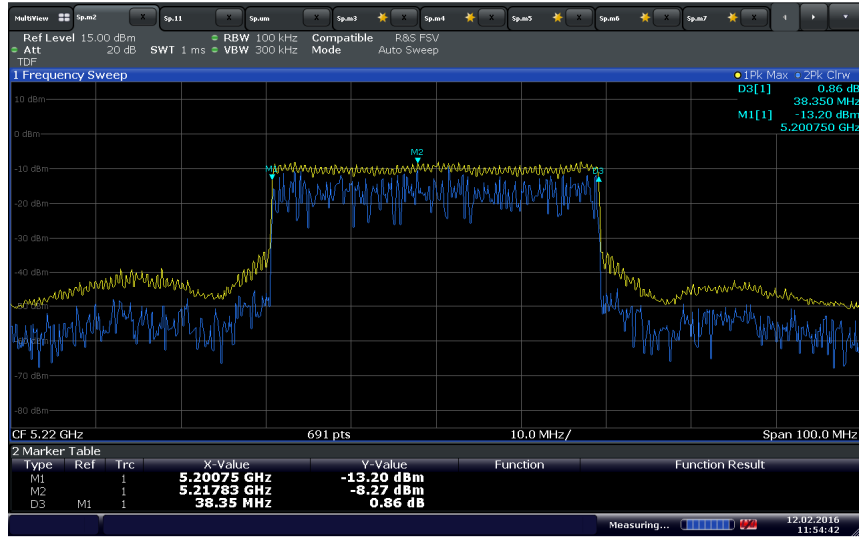 MultiView Sp.m2 X Sp.11 X Sp.um X Sp.m3 X Sp.m4 X Sp.m5 X Sp.m6 X Sp.m7 X
Ref Level 15.00 dBm RBW 100 kHz Compatible R&S FSV
Att 20 dB SWT 1 ms VBW 300 kHz Mode Auto Sweep
TDF
1 Frequency Sweep 1Pk Max 2Pk Clrw
D3[1] 0.86 dB
38.350 MHz
M1[1] -13.20 dBm
5.200750 GHz
10 dBm
0 dBm
M2
-10 dBm
D3
-20 dBm
-30 dBm
-40 dBm
-70 dBm
-80 dBm
CF 5.22 GHz 691 pts 10.0 MHz/ Span 100.0 MHz
2 Marker Table
Type Ref Trc X-Value Y-Value Function Function Result
M1 1 5.20075 GHz -13.20 dBm
M2 1 5.21783 GHz -8.27 dBm
D3 M1 1 38.35 MHz 0.86 dB
Measuring... 12.02.2016
11:54:42